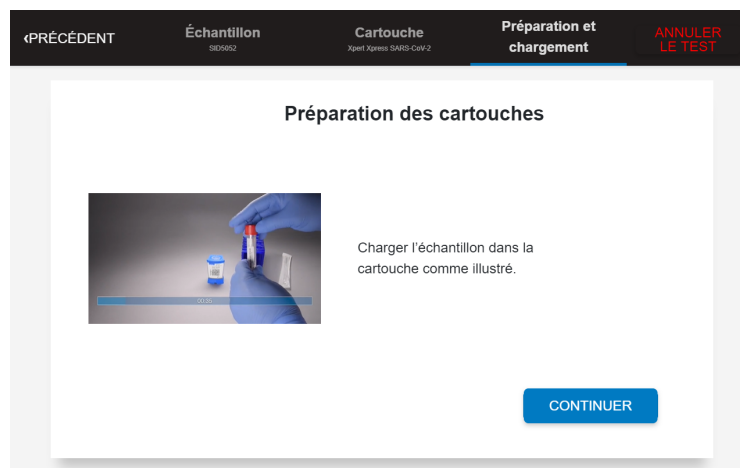 ‹PRÉCÉDENT
Échantillon
SID5052
Cartouche
Xpert Xpress SARS-CoV-2
Préparation et
chargement
ANNULER
LE TEST
Préparation des cartouches
Charger l’échantillon dans la
cartouche comme illustré.
CONTINUER